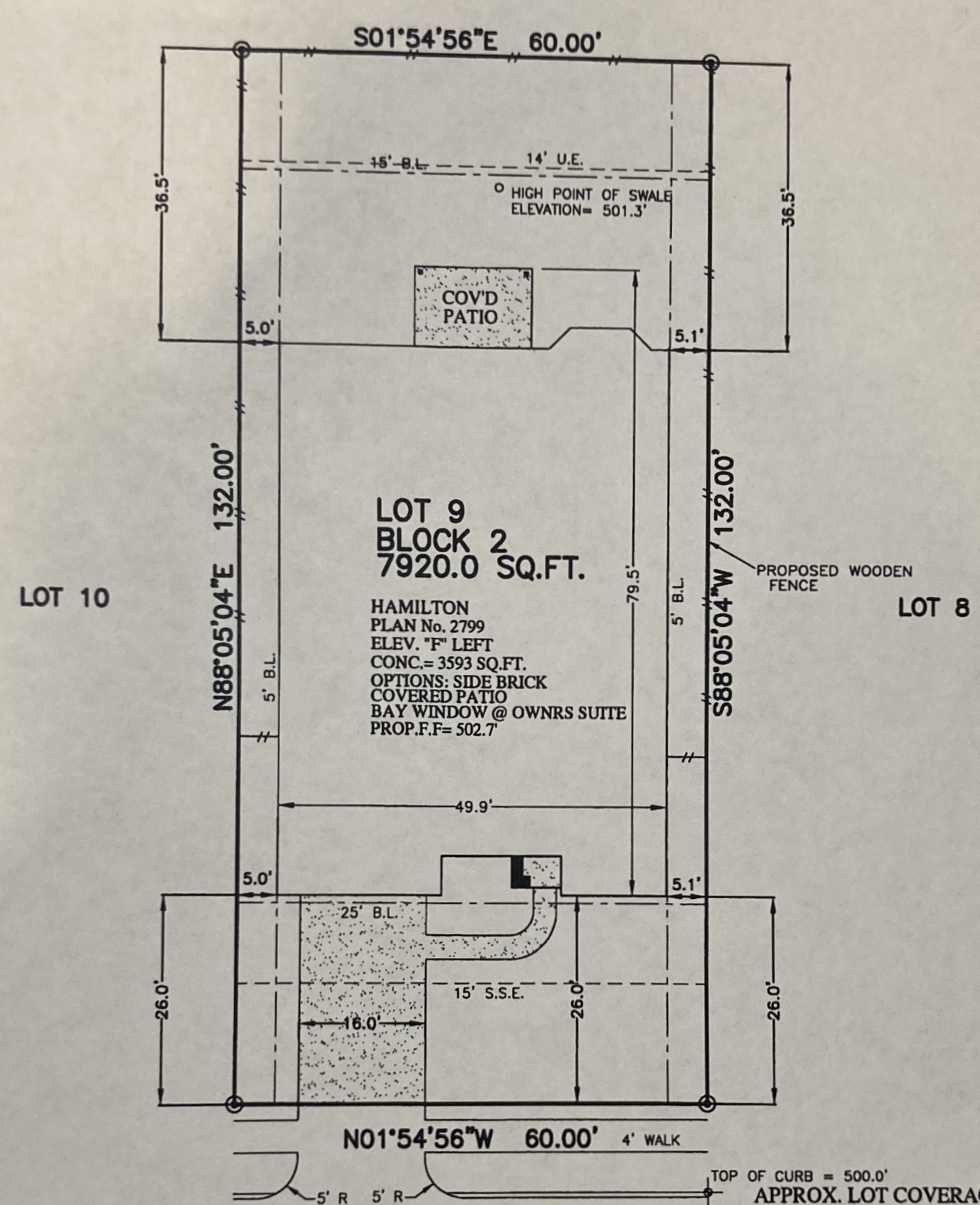 S01°54'56"E 60.00'
15' B.L.
14' U.E.
HIGH POINT OF SWALE
ELEVATION= 501.3'
36.5'
36.5'
COV'D
PATIO
5.0'
5.1'
N88°05'04"E 132.00'
S88°05'04"W 132.00'
LOT 9
BLOCK 2
7920.0 SQ.FT.
79.5'
5' B.L.
PROPOSED WOODEN
FENCE
LOT 10
LOT 8
HAMILTON
PLAN No. 2799
ELEV. "F" LEFT
CONC.= 3593 SQ.FT.
OPTIONS: SIDE BRICK
COVERED PATIO
BAY WINDOW @ OWNRS SUITE
PROP.F.F= 502.7'
5' B.L.
49.9'
5.0'
5.1'
25' B.L.
15' S.S.E.
26.0'
26.0'
26.0'
16.0'
N01°54'56"W 60.00'
4' WALK
5' R
5' R
TOP OF CURB = 500.0'
APPROX. LOT COVERA